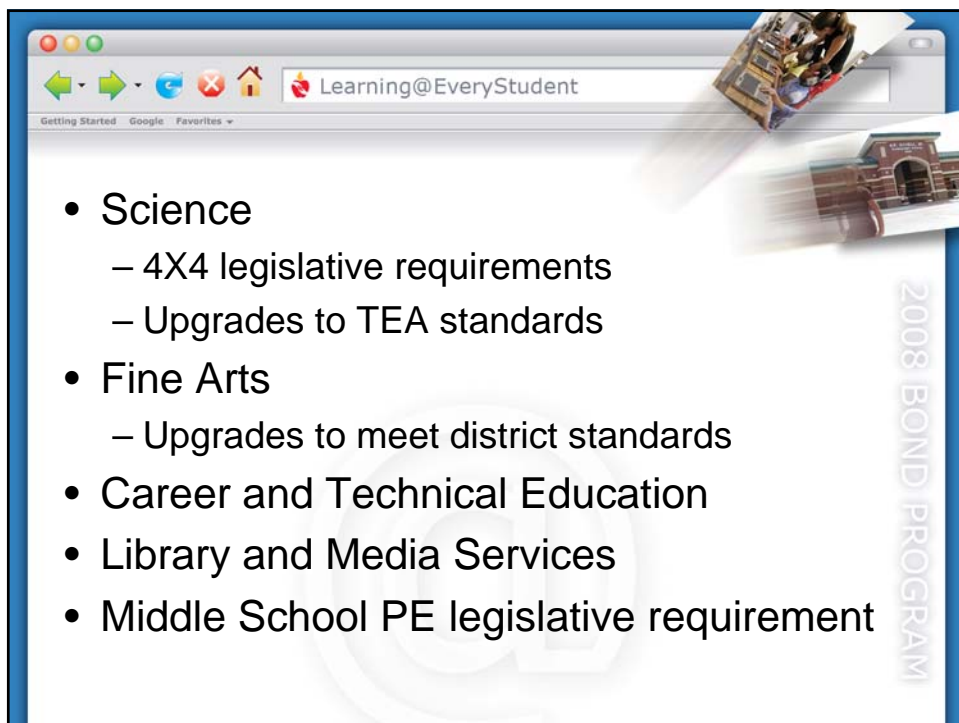 Learning@EveryStudent
Getting Started Google Favorites
• Science
– 4X4 legislative requirements
– Upgrades to TEA standards
• Fine Arts
– Upgrades to meet district standards
• Career and Technical Education
• Library and Media Services
• Middle School PE legislative requirement
2008 BOND PROGRAM
@